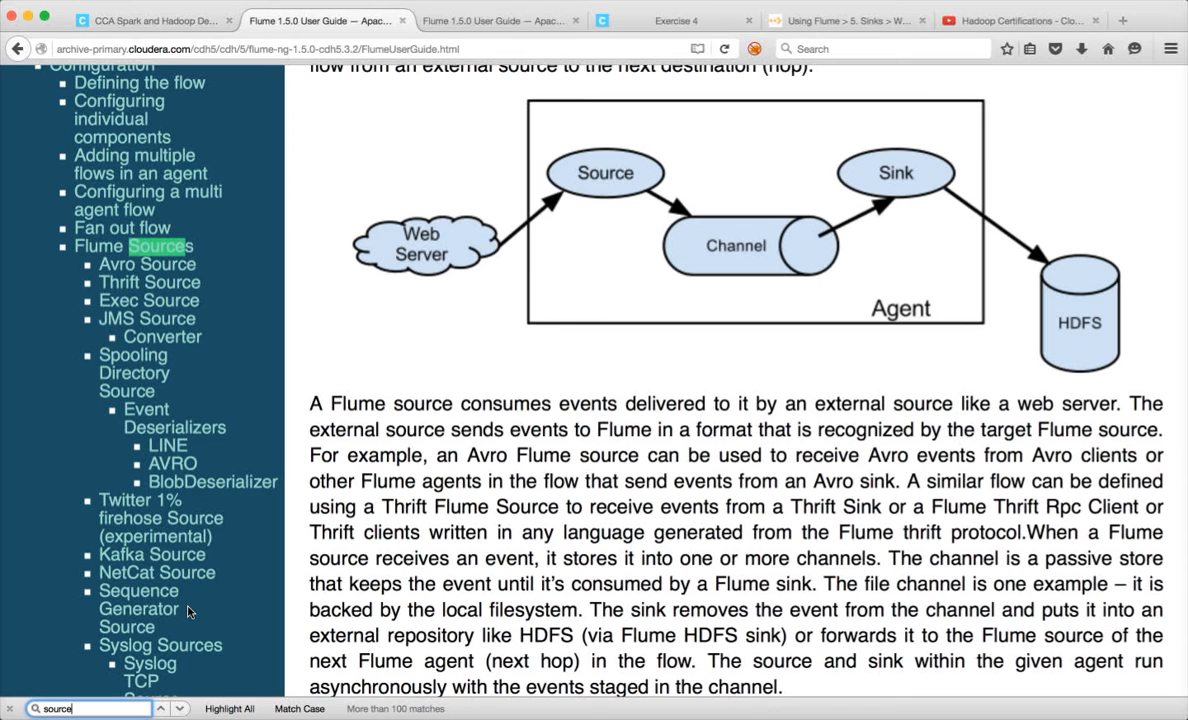 CCA Spark and Hadoop De...
Flume 1.5.0 User Guide — Apac...
Flume 1.5.0 User Guide — Apac...
Exercise 4
Using Flume > 5. Sinks > W...
Hadoop Certifications - Clo...
archive-primary.cloudera.com/cdh5/cdh/5/flume-ng-1.5.0-cdh5.3.2/FlumeUserGuide.html
Search
Configuration
Defining the flow
Configuring
individual
components
Adding multiple
flows in an agent
Configuring a multi
agent flow
Fan out flow
Flume Sources
Avro Source
Thrift Source
Exec Source
JMS Source
Converter
Spooling
Directory
Source
Event
Deserializers
LINE
AVRO
BlobDeserializer
Twitter 1%
firehose Source
(experimental)
Kafka Source
NetCat Source
Sequence
Generator
Source
Syslog Sources
Syslog
TCP
flow from an external source to the next destination (hop).
Source
Sink
Web
Server
Channel
Agent
HDFS
A Flume source consumes events delivered to it by an external source like a web server. The
external source sends events to Flume in a format that is recognized by the target Flume source.
For example, an Avro Flume source can be used to receive Avro events from Avro clients or
other Flume agents in the flow that send events from an Avro sink. A similar flow can be defined
using a Thrift Flume Source to receive events from a Thrift Sink or a Flume Thrift Rpc Client or
Thrift clients written in any language generated from the Flume thrift protocol.When a Flume
source receives an event, it stores it into one or more channels. The channel is a passive store
that keeps the event until it's consumed by a Flume sink. The file channel is one example – it is
backed by the local filesystem. The sink removes the event from the channel and puts it into an
external repository like HDFS (via Flume HDFS sink) or forwards it to the Flume source of the
next Flume agent (next hop) in the flow. The source and sink within the given agent run
asynchronously with the events staged in the channel.
source
Highlight All
Match Case
More than 100 matches